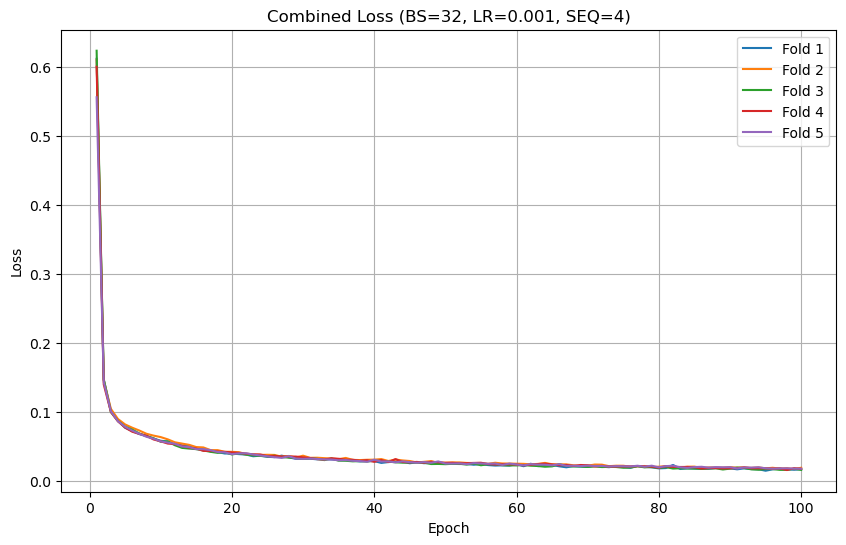 Combined Loss (BS=32, LR=0.001, SEQ=4)
Fold 1
Fold 2
Fold 3
Fold 4
Fold 5
Loss
0.6
0.5
0.4
0.3
0.2
0.1
0.0
0 20 40 60 80 100
Epoch